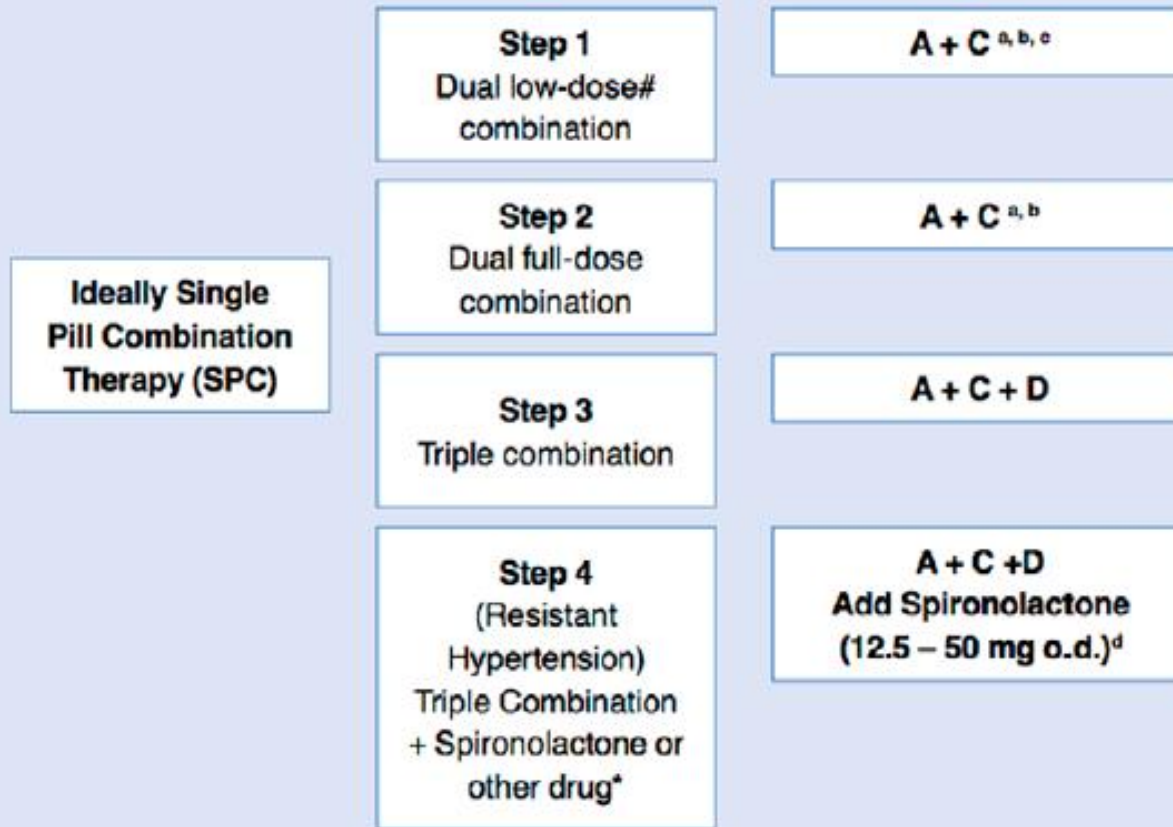 Ideally Single
Pill Combination
Therapy (SPC)
Step 1
Dual low-dose#
combination
A + C a, b, c
Step 2
Dual full-dose
combination
A + C a, b
Step 3
Triple combination
A + C + D
Step 4
(Resistant
Hypertension)
Triple Combination
+ Spironolactone or
other drug*
A + C +D
Add Spironolactone
(12.5 – 50 mg o.d.)d